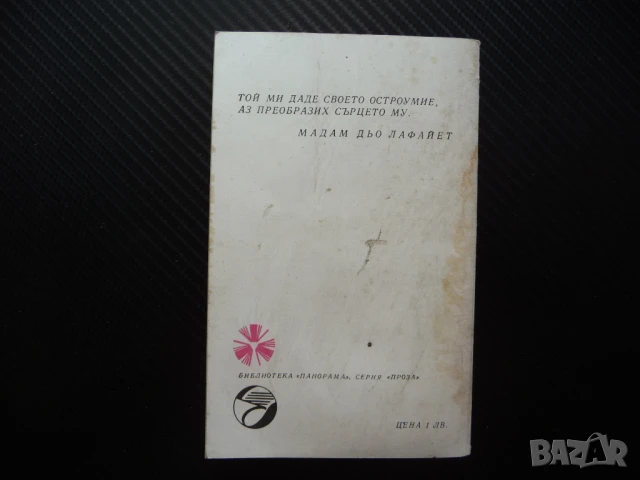 ТОЙ МИ ДАДЕ СВОЕТО ОСТРОУМИЕ,
АЗ ПРЕОБРАЗИХ СЪРЦЕТО МУ.
МАДАМ ДЬО ЛАФАЙЕТ
БИБЛИОТЕКА «ПАНОРАМА», СЕРИЯ «ПРОЗА»
ЦЕНА 1 ЛВ.
BAZAR